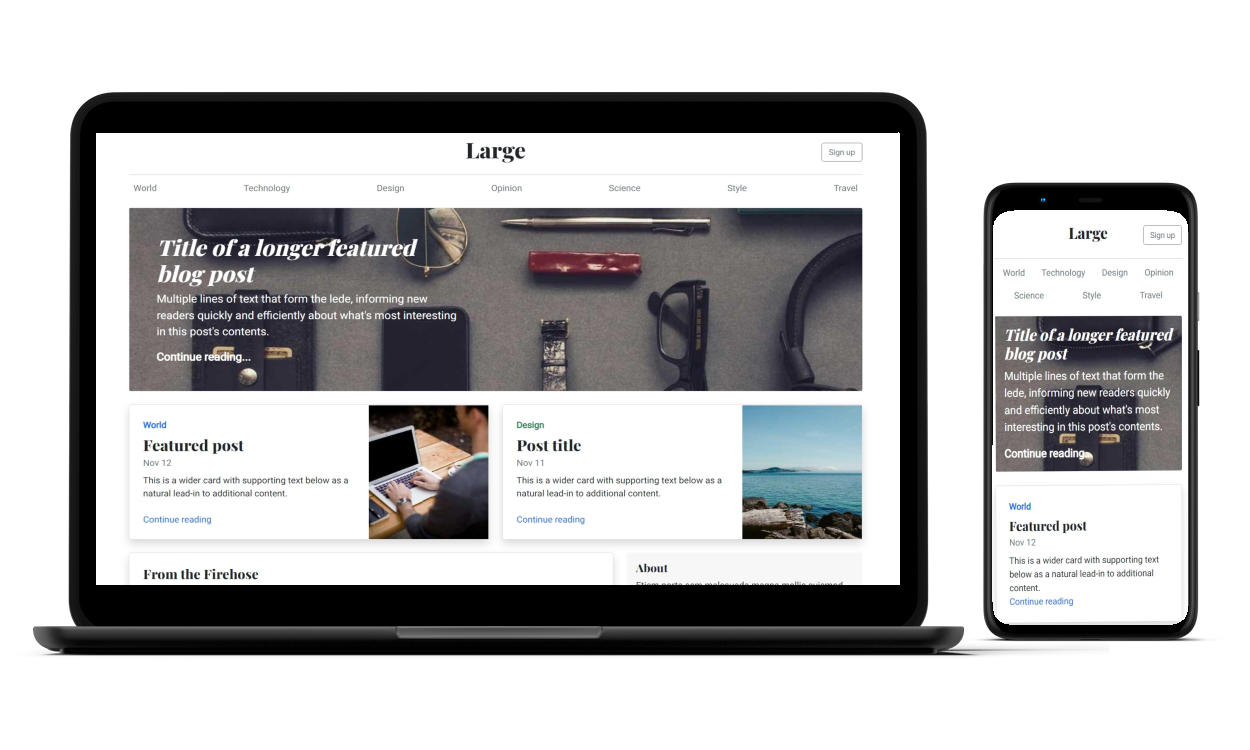 Large
Sign up
World Technology Design Opinion Science Style Travel
Title of a longer featured
blog post
Multiple lines of text that form the lede, informing new
readers quickly and efficiently about what's most interesting
in this post's contents.
Continue reading...
World
Featured post
Nov 12
This is a wider card with supporting text below as a
natural lead-in to additional content.
Continue reading
Design
Post title
Nov 11
This is a wider card with supporting text below as a
natural lead-in to additional content.
Continue reading
From the Firehose
About
Etiam porta sem malesuada magna mollis euismod.
Large
Sign up
World Technology Design Opinion
Science Style Travel
Title of a longer featured
blog post
Multiple lines of text that form the
lede, informing new readers quickly
and efficiently about what's most
interesting in this post's contents.
Continue reading...
World
Featured post
Nov 12
This is a wider card with supporting text
below as a natural lead-in to additional
content.
Continue reading